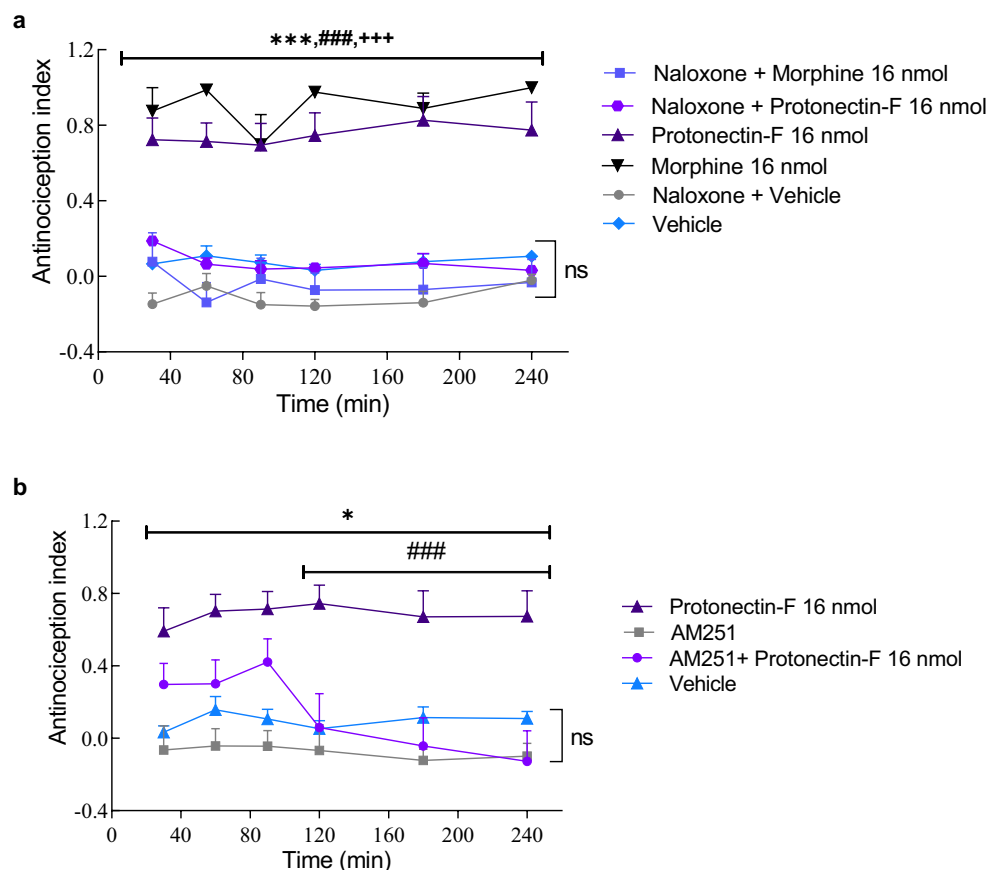 a
∗∗∗,###,+++
1.2
0.8
0.4
0.0
-0.4
Antinociception index
0 40 80 120 160 200 240
Time (min)
ns
Naloxone + Morphine 16 nmol
Naloxone + Protonectin-F 16 nmol
Protonectin-F 16 nmol
Morphine 16 nmol
Naloxone + Vehicle
Vehicle
b
∗
###
1.2
0.8
0.4
0.0
-0.4
Antinociception index
0 40 80 120 160 200 240
Time (min)
ns
Protonectin-F 16 nmol
AM251
AM251+ Protonectin-F 16 nmol
Vehicle